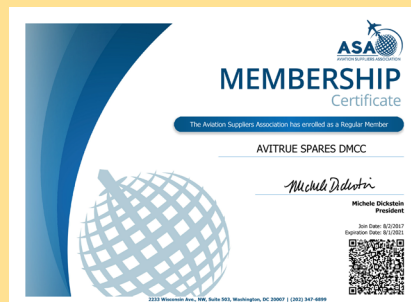 ASA
AVIATION SUPPLIERS ASSOCIATION
MEMBERSHIP
Certificate
The Aviation Suppliers Association has enrolled as a Regular Member
AVITRUE SPARES DMCC
Michele Dickstein
Michele Dickstein
President
Join Date: 8/2/2017
Expiration Date: 8/1/2021
2233 Wisconsin Ave., NW, Suite 503, Washington, DC 20007 | (202) 347-6899